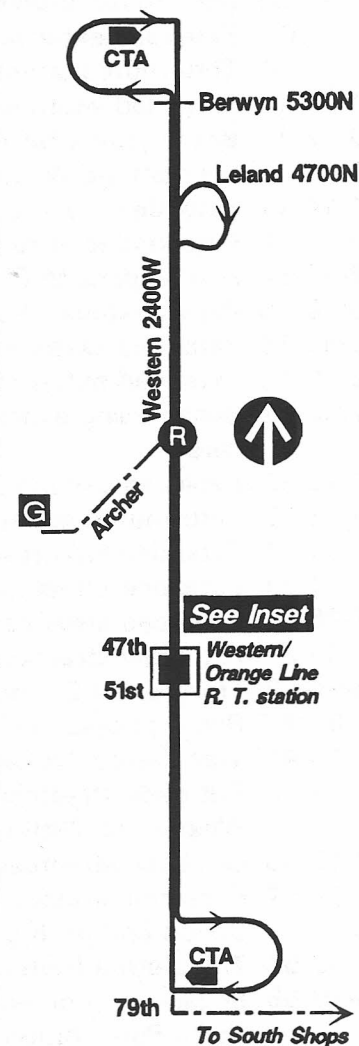 CTA
Berwyn 5300N
Leland 4700N
Western 2400W
R
G
Archer
See Inset
47th
51st
Western/
Orange Line
R. T. station
CTA
79th
To South Shops